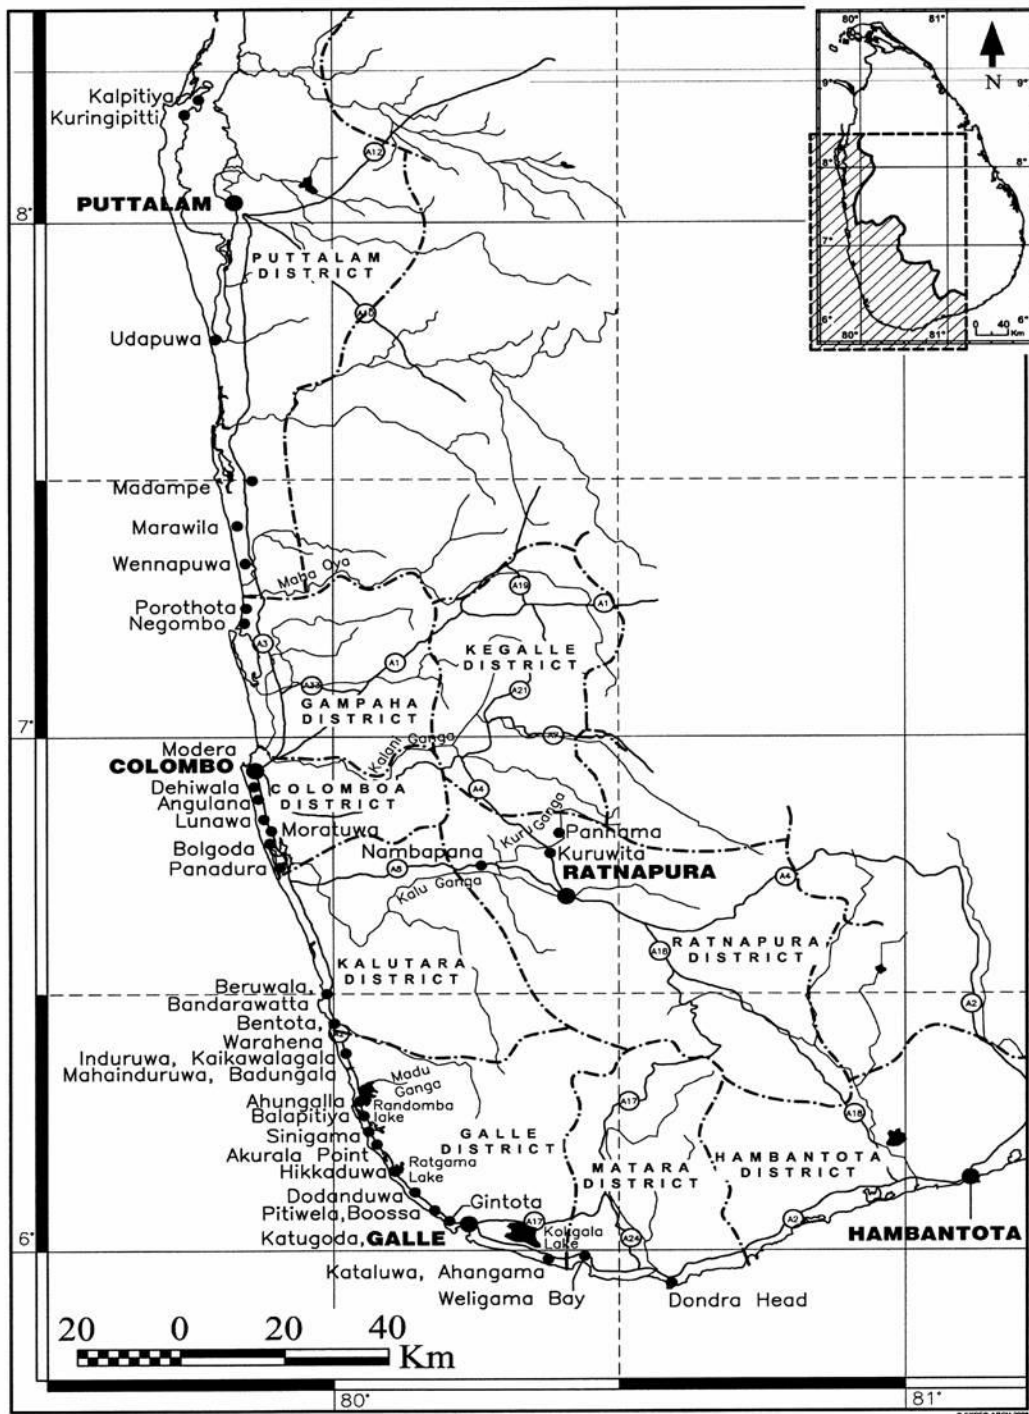 80°
81°
N
9°
9°
8°
8°
7°
7°
6°
6°
80°
81°
0 40
Km
Kalpitiya
Kuringipitti
A12
PUTTALAM
8°
PUTTALAM
DISTRICT
A10
Udapuwa
Madampe
Marawila
Wennapuwa
Maha Oya
A19
A1
Porothota
Negombo
A3
A1
KEGALLE
DISTRICT
A33
A21
GAMPAHA
DISTRICT
7°
Kalani Ganga
A7
Modera
COLOMBO
Dehiwala
COLOMBOA
DISTRICT
A4
Angulana
Lunawa
Moratuwa
Kuru Ganga
Panhama
Bolgoda
Nambapana
Kuruwita
Panadura
A8
RATNAPURA
A4
Kalu Ganga
RATNAPURA
DISTRICT
A18
KALUTARA
DISTRICT
Beruwala,
Bandarawatta
A2
Bentota,
Warahena
A2
Induruwa, Kaikawalagala
Mahainduruwa, Badungala
Madu
Ganga
Ahungalla
Randomba
lake
A17
A18
Balapitiya
Sinigama
GALLE
DISTRICT
Akurala Point
Hikkaduwa
Ratgama
Lake
MATARA
DISTRICT
HAMBANTOTA
DISTRICT
Dodanduwa
Gintota
Pitiwela,Boossa
A17
A2
Katugoda,GALLE
Koggala
Lake
A24
HAMBANTOTA
6°
Kataluwa, Ahangama
Weligama Bay
Dondra Head
20 0 20 40
Km
80°
81°